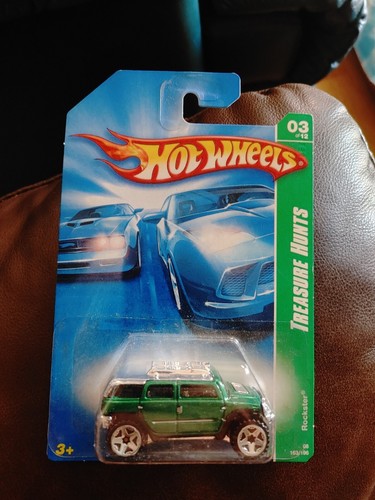 03
of 12
HOT WHEELS
TREASURE HUNTS
Rockster®
3+